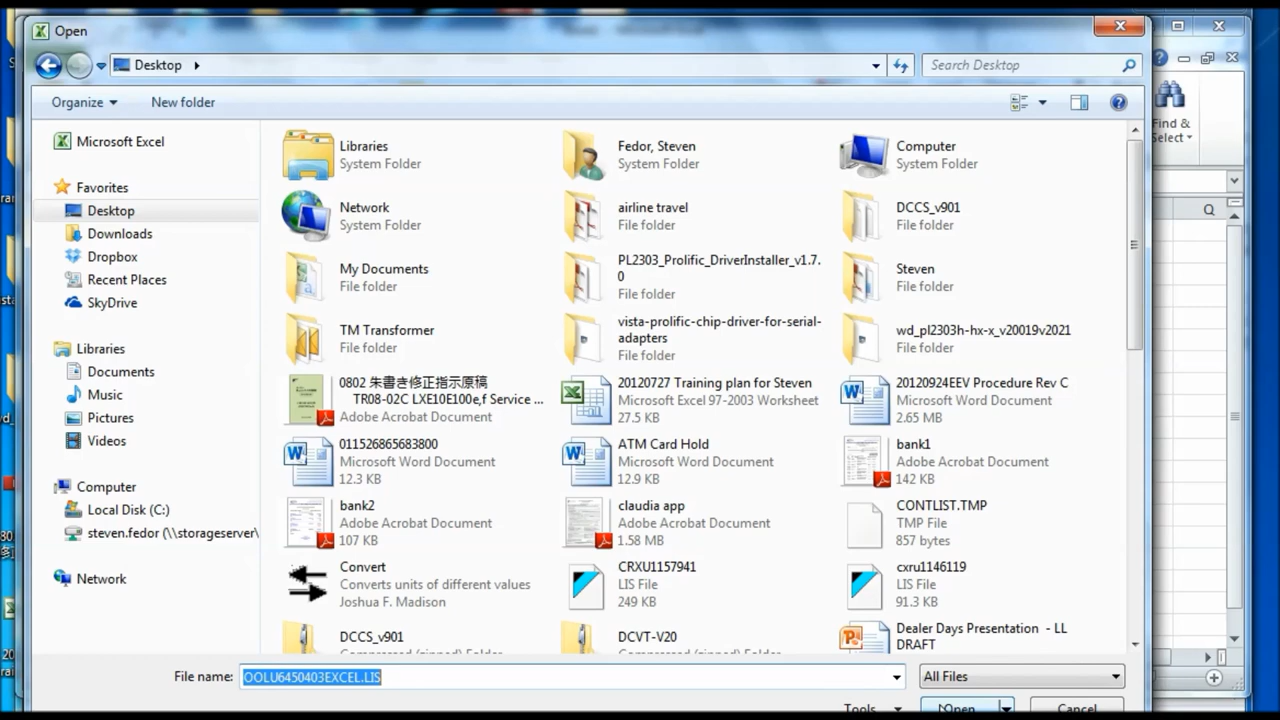 Open
Desktop
Search Desktop
Organize
New folder
Find &
Select
Microsoft Excel
Favorites
Desktop
Downloads
Dropbox
Recent Places
SkyDrive
Libraries
Documents
Music
Pictures
Videos
Computer
Local Disk (C:)
steven.fedor (\\storageserver\
Network
Libraries
System Folder
Fedor, Steven
System Folder
Computer
System Folder
Network
System Folder
airline travel
File folder
DCCS_v901
File folder
My Documents
File folder
PL2303_Prolific_DriverInstaller_v1.7.
0
File folder
Steven
File folder
TM Transformer
File folder
vista-prolific-chip-driver-for-serial-
adapters
File folder
wd_pl2303h-hx-x_v20019v2021
File folder
0802 朱書き修正指示原稿
TR08-02C LXE10E100e,f Service ...
Adobe Acrobat Document
20120727 Training plan for Steven
Microsoft Excel 97-2003 Worksheet
27.5 KB
20120924EEV Procedure Rev C
Microsoft Word Document
2.65 MB
011526865683800
Microsoft Word Document
12.3 KB
ATM Card Hold
Microsoft Word Document
12.9 KB
bank1
Adobe Acrobat Document
142 KB
bank2
Adobe Acrobat Document
107 KB
claudia app
Adobe Acrobat Document
1.58 MB
CONTLIST.TMP
TMP File
857 bytes
Convert
Converts units of different values
Joshua F. Madison
CRXU1157941
LIS File
249 KB
cxru1146119
LIS File
91.3 KB
DCCS_v901
Compressed (zipped) Folder
DCVT-V20
Compressed (zipped) Folder
Dealer Days Presentation - LL
DRAFT
File name:
OOLU6450403EXCEL.LIS
All Files
Tools
Open
Cancel
Q